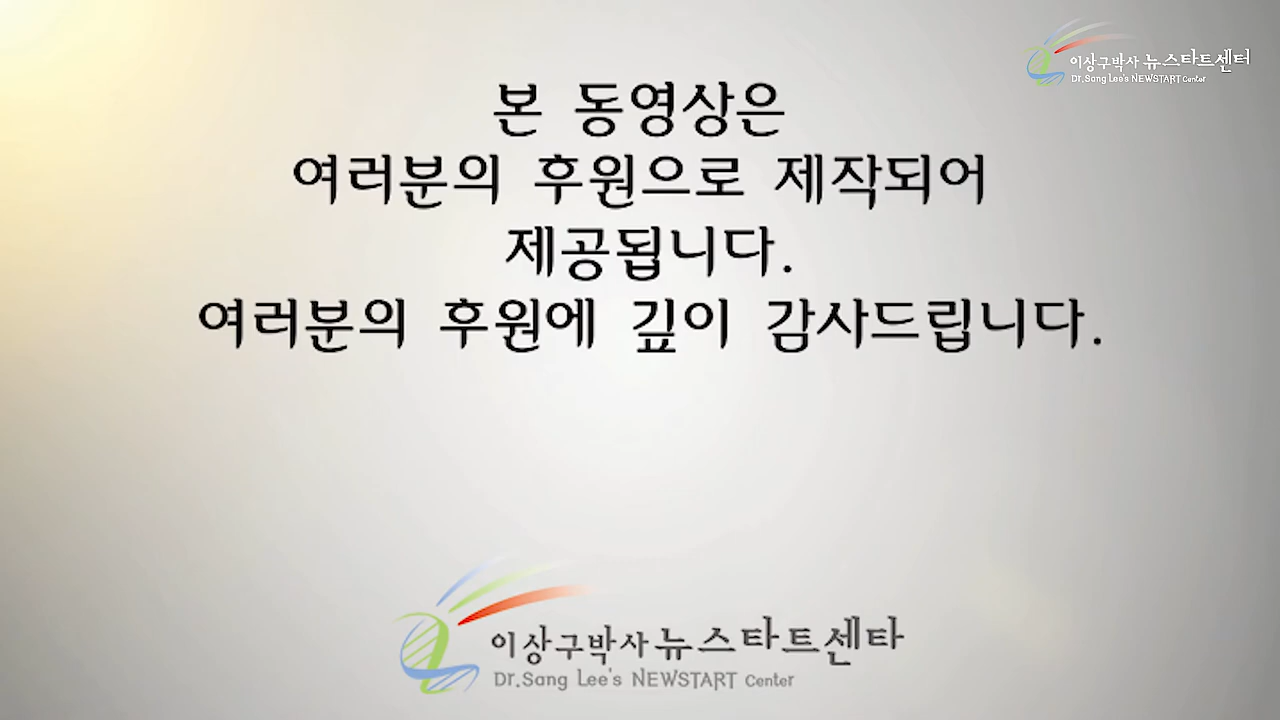 이상구박사 뉴스타트센터
Dr.Sang Lee's NEWSTART Center
본 동영상은
여러분의 후원으로 제작되어
제공됩니다.
여러분의 후원에 깊이 감사드립니다.
이상구박사 뉴스타트센타
Dr.Sang Lee's NEWSTART Center